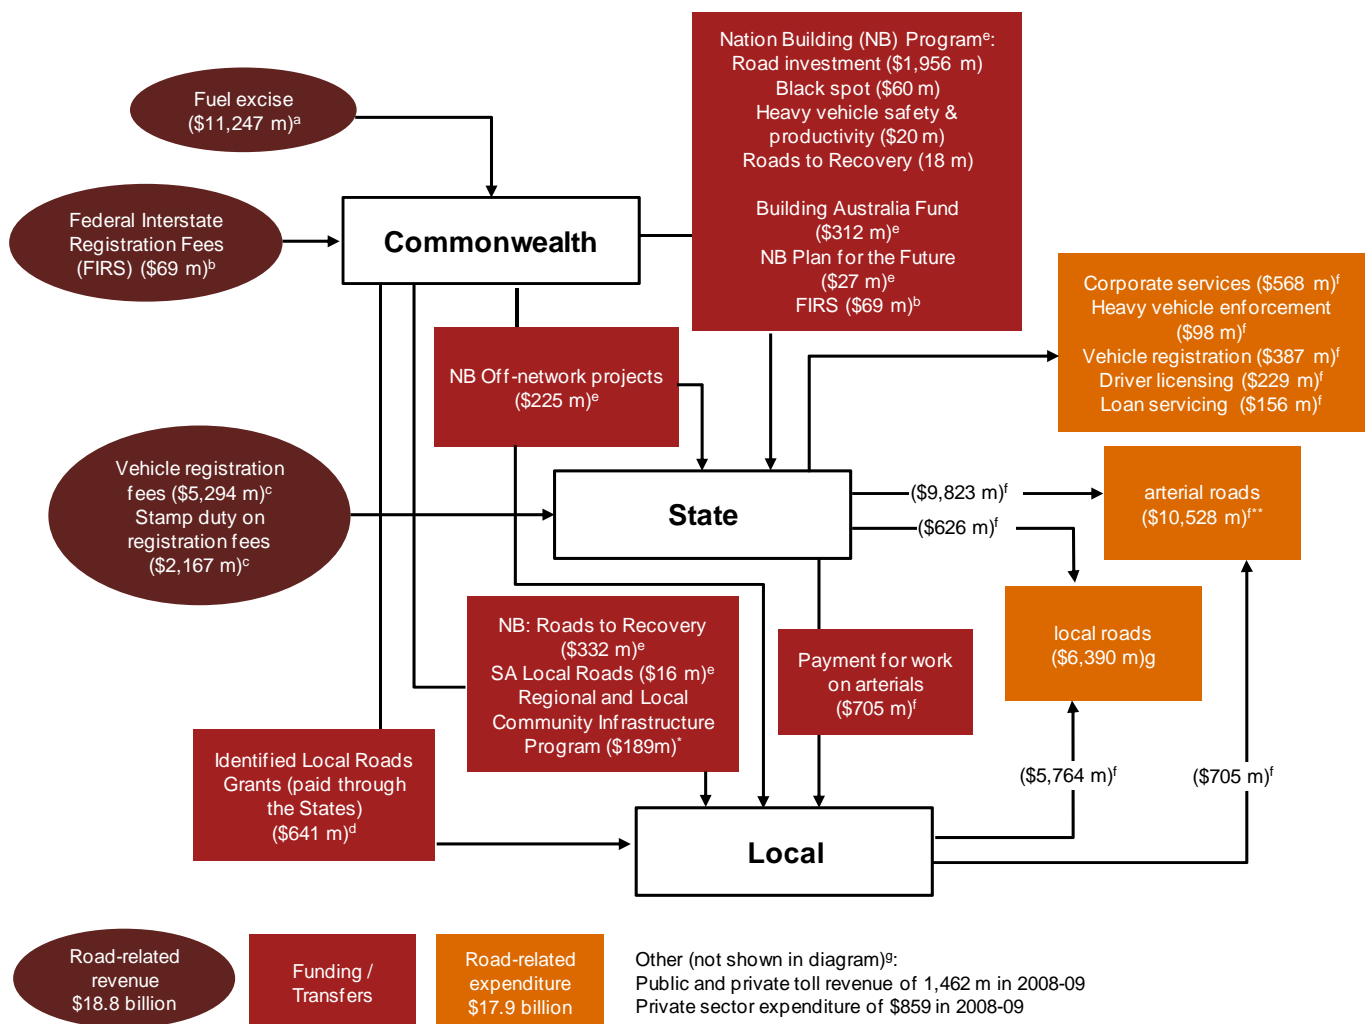 Fuel excise
($11,247 m)ᵃ
Federal Interstate
Registration Fees
(FIRS) ($69 m)ᵇ
Commonwealth
Nation Building (NB) Programᵉ:
Road investment ($1,956 m)
Black spot ($60 m)
Heavy vehicle safety &
productivity ($20 m)
Roads to Recovery (18 m)
Building Australia Fund
($312 m)ᵉ
NB Plan for the Future
($27 m)ᵉ
FIRS ($69 m)ᵇ
Corporate services ($568 m)ᶠ
Heavy vehicle enforcement
($98 m)ᶠ
Vehicle registration ($387 m)ᶠ
Driver licensing ($229 m)ᶠ
Loan servicing ($156 m)ᶠ
NB Off-network projects
($225 m)ᵉ
Vehicle registration
fees ($5,294 m)ᶜ
Stamp duty on
registration fees
($2,167 m)ᶜ
State
($9,823 m)ᶠ
($626 m)ᶠ
arterial roads
($10,528 m)ᶠ**
local roads
($6,390 m)g
NB: Roads to Recovery
($332 m)ᵉ
SA Local Roads ($16 m)ᵉ
Regional and Local
Community Infrastructure
Program ($189m)*
Payment for work
on arterials
($705 m)ᶠ
Identified Local Roads
Grants (paid through
the States)
($641 m)ᵈ
($5,764 m)ᶠ
($705 m)ᶠ
Local
Road-related
revenue
$18.8 billion
Funding /
Transfers
Road-related
expenditure
$17.9 billion
Other (not shown in diagram)ᵍ:
Public and private toll revenue of 1,462 m in 2008-09
Private sector expenditure of $859 in 2008-09